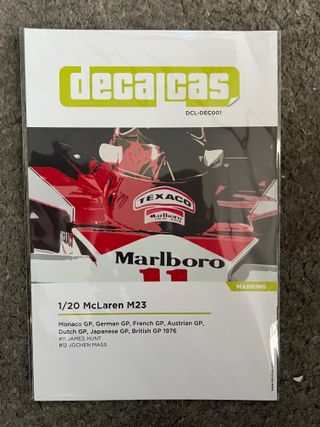 decalcas
DCL-DEC001
TEXACO
Marlboro
Marlboro
11
MARKING
1/20 McLaren M23
Monaco GP, German GP, French GP, Austrian GP,
Dutch GP, Japanese GP, British GP 1976
#11 JAMES HUNT
#12 JOCHEN MASS